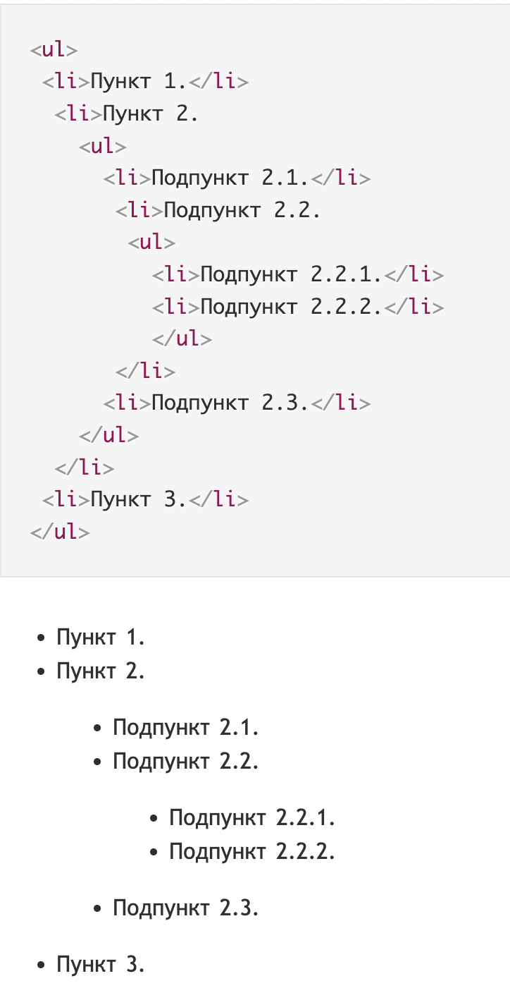 <ul>
<li>Пункт 1.</li>
<li>Пункт 2.
<ul>
<li>Подпункт 2.1.</li>
<li>Подпункт 2.2.
<ul>
<li>Подпункт 2.2.1.</li>
<li>Подпункт 2.2.2.</li>
</ul>
</li>
<li>Подпункт 2.3.</li>
</ul>
</li>
<li>Пункт 3.</li>
</ul>
• Пункт 1.
• Пункт 2.
• Подпункт 2.1.
• Подпункт 2.2.
• Подпункт 2.2.1.
• Подпункт 2.2.2.
• Подпункт 2.3.
• Пункт 3.